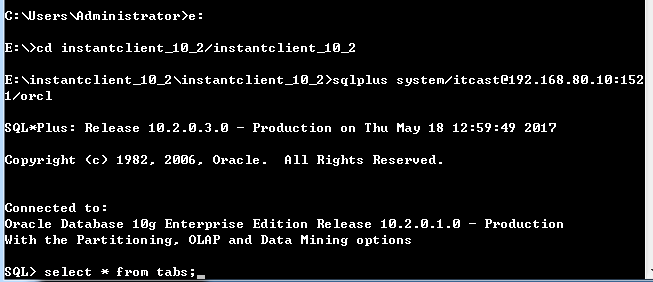 C:\Users\Administrator>e:
E:\>cd instantclient_10_2/instantclient_10_2
E:\instantclient_10_2\instantclient_10_2>sqlplus system/itcast@192.168.80.10:152
1/orcl
SQL*Plus: Release 10.2.0.3.0 - Production on Thu May 18 12:59:49 2017
Copyright (c) 1982, 2006, Oracle.  All Rights Reserved.
Connected to:
Oracle Database 10g Enterprise Edition Release 10.2.0.1.0 - Production
With the Partitioning, OLAP and Data Mining options
SQL> select * from tabs;